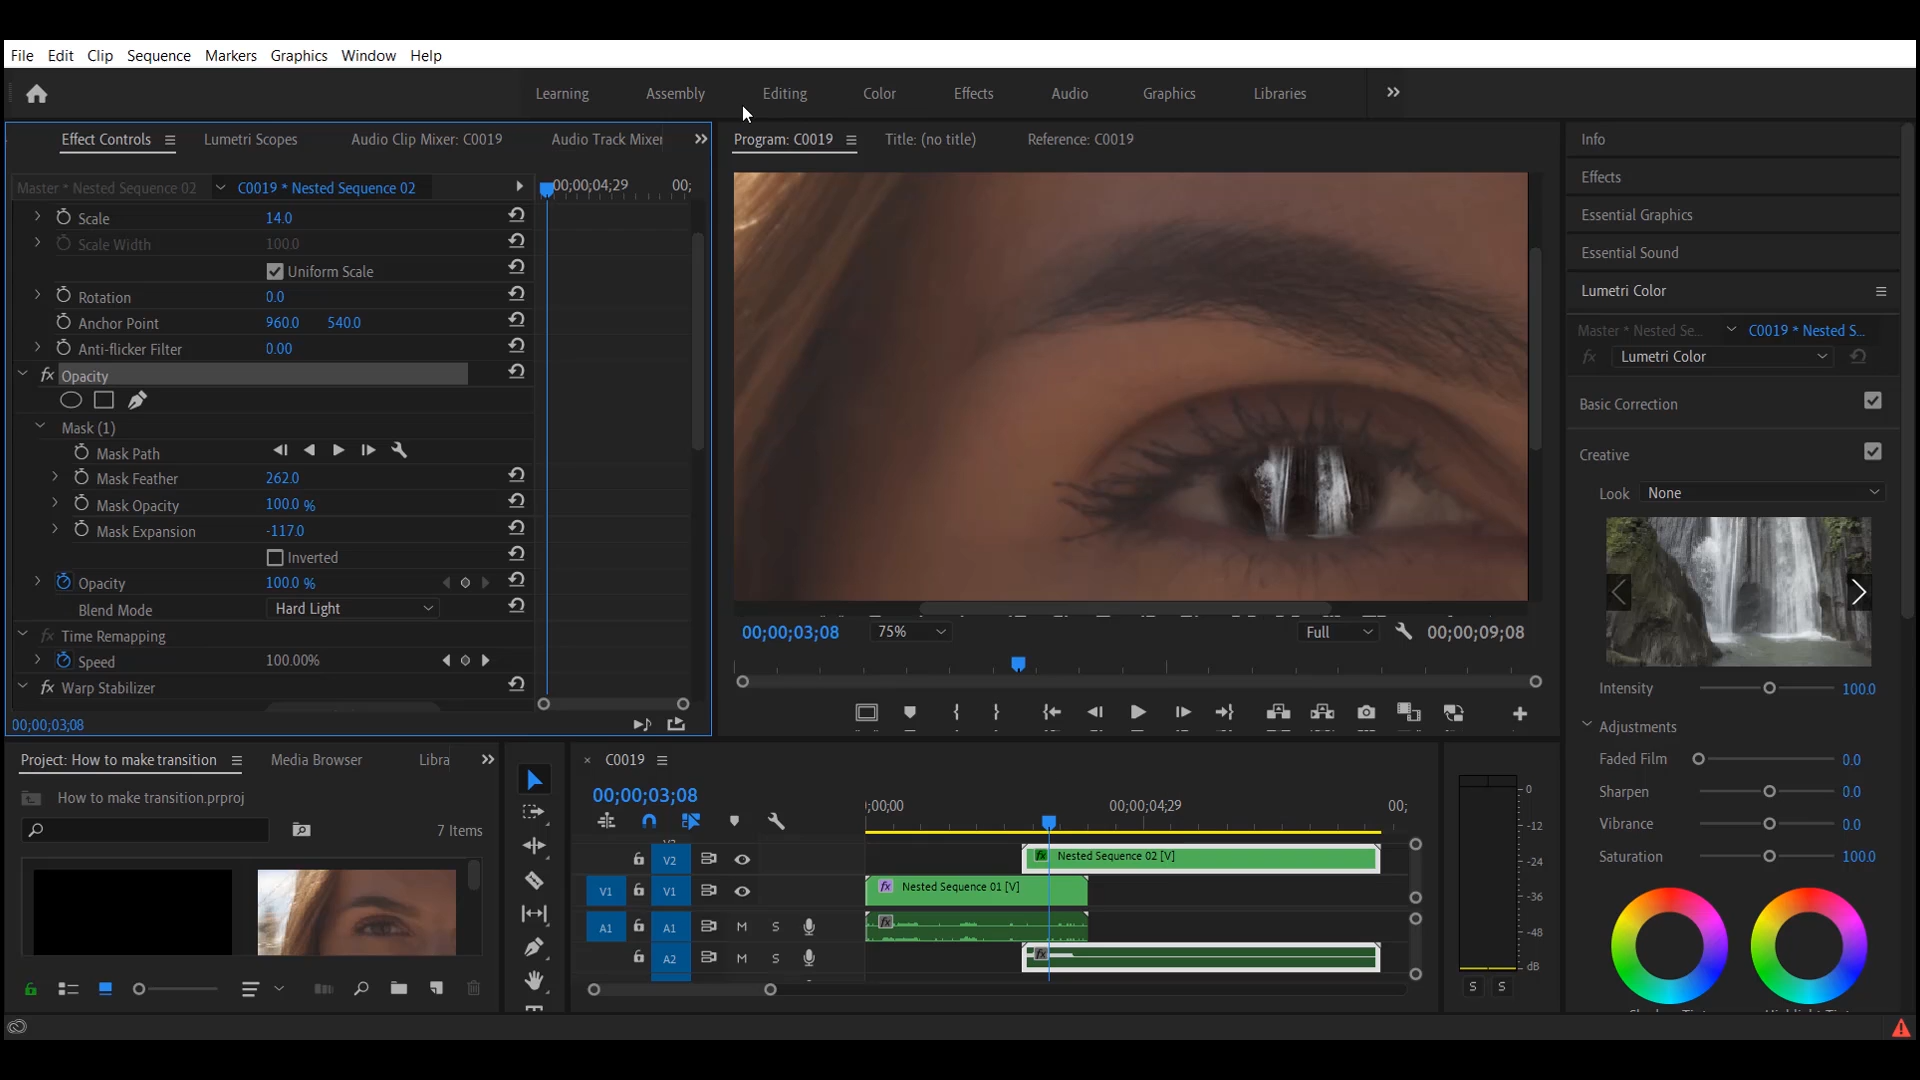 File Edit Clip Sequence Markers Graphics Window Help
Learning Assembly Editing Color Effects Audio Graphics Libraries
Effect Controls Lumetri Scopes Audio Clip Mixer: C0019 Audio Track Mixer
Program: C0019 Title: (no title) Reference: C0019
Master * Nested Sequence 02 C0019 * Nested Sequence 02
00;00;04;29 00;
Scale 14.0
Scale Width 100.0
Uniform Scale
Rotation 0.0
Anchor Point 960.0 540.0
Anti-flicker Filter 0.00
fx Opacity
Mask (1)
Mask Path
Mask Feather 262.0
Mask Opacity 100.0 %
Mask Expansion -117.0
Inverted
Opacity 100.0 %
Blend Mode Hard Light
fx Time Remapping
Speed 100.00%
fx Warp Stabilizer
00;00;03;08
00;00;03;08 75% Full 00;00;09;08
Info
Effects
Essential Graphics
Essential Sound
Lumetri Color
Master * Nested Se... C0019 * Nested S...
fx Lumetri Color
Basic Correction
Creative
Look None
Intensity 100.0
Adjustments
Faded Film 0.0
Sharpen 0.0
Vibrance 0.0
Saturation 100.0
Project: How to make transition Media Browser Libra
How to make transition.prproj
7 Items
C0019
00;00;03;08
;00;00 00;00;04;29 00;
V2 fx Nested Sequence 02 [V]
V1 V1 fx Nested Sequence 01 [V]
A1 A1 M S fx
A2 M S fx
0
-12
-24
-36
-48
dB
S S